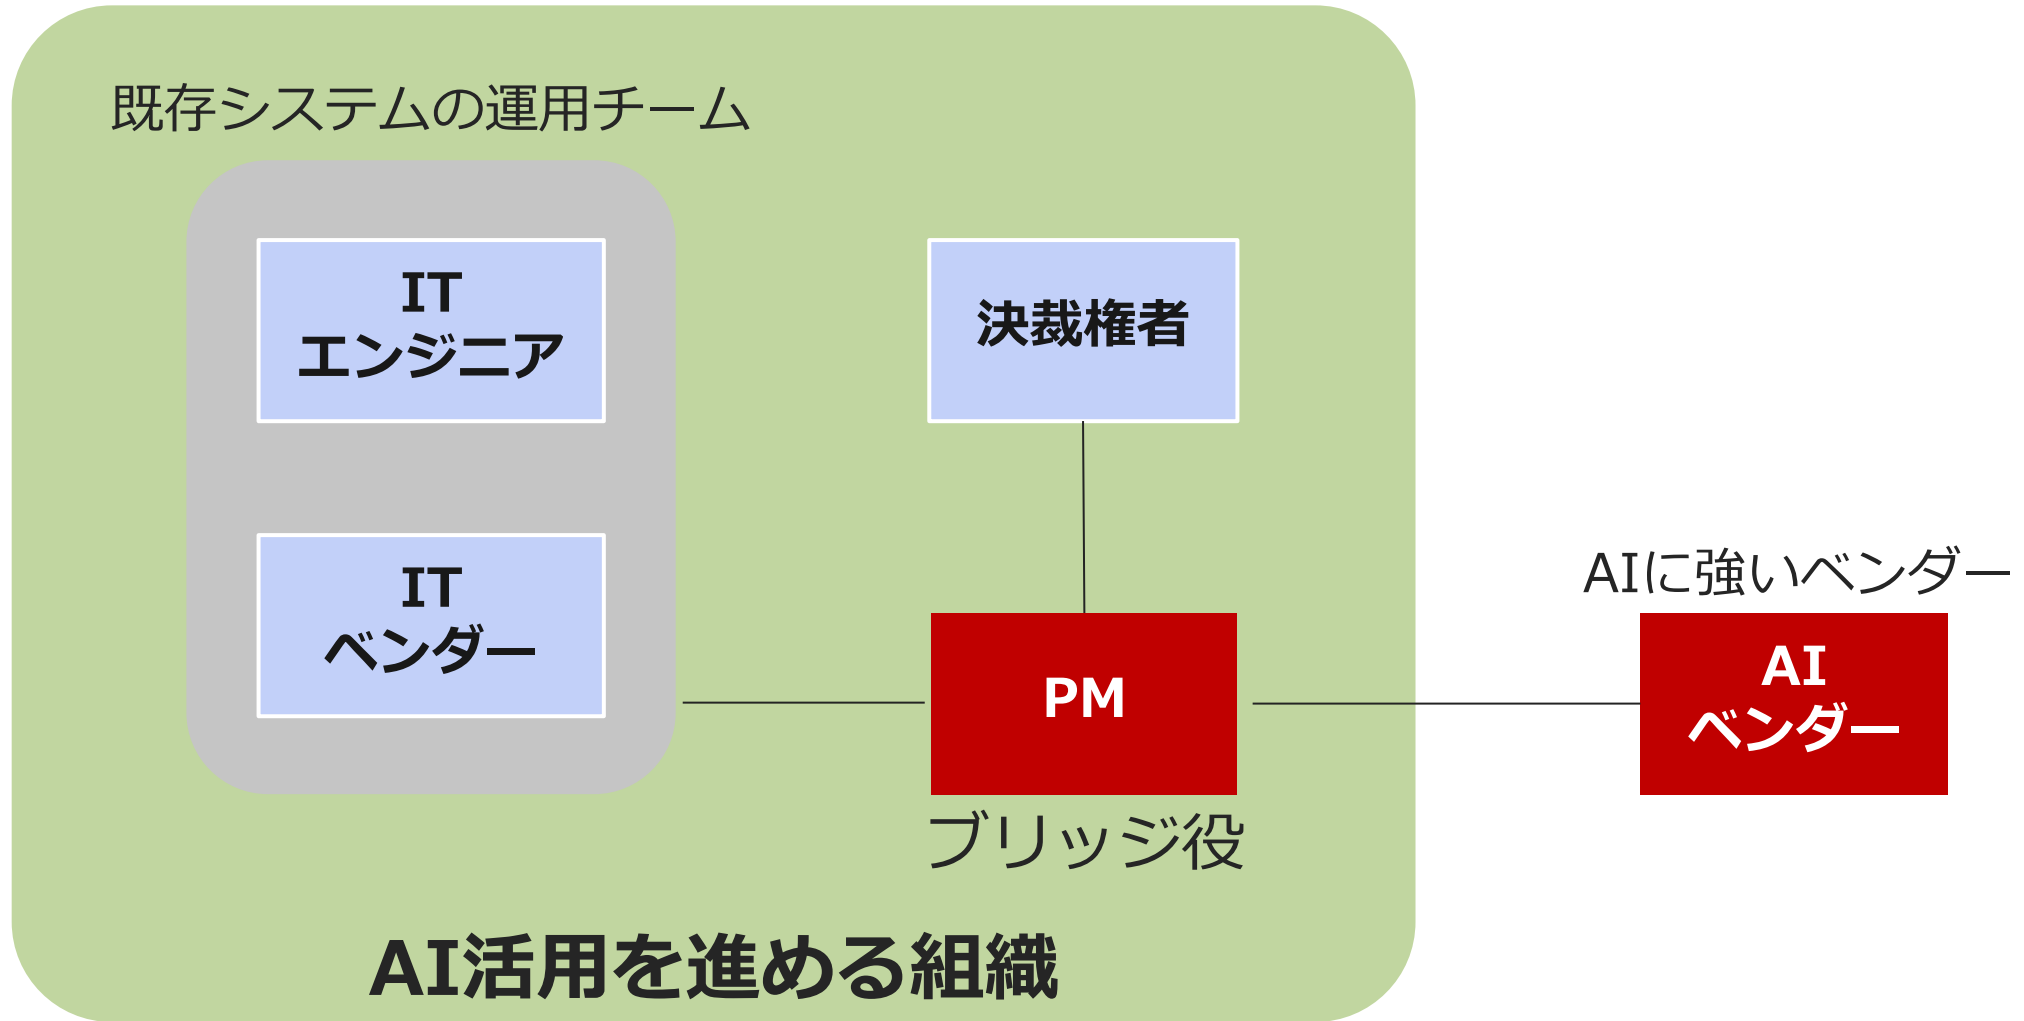 既存システムの運用チーム
IT
エンジニア
決裁権者
IT
ベンダー
PM
ブリッジ役
AIに強いベンダー
AI
ベンダー
AI活用を進める組織